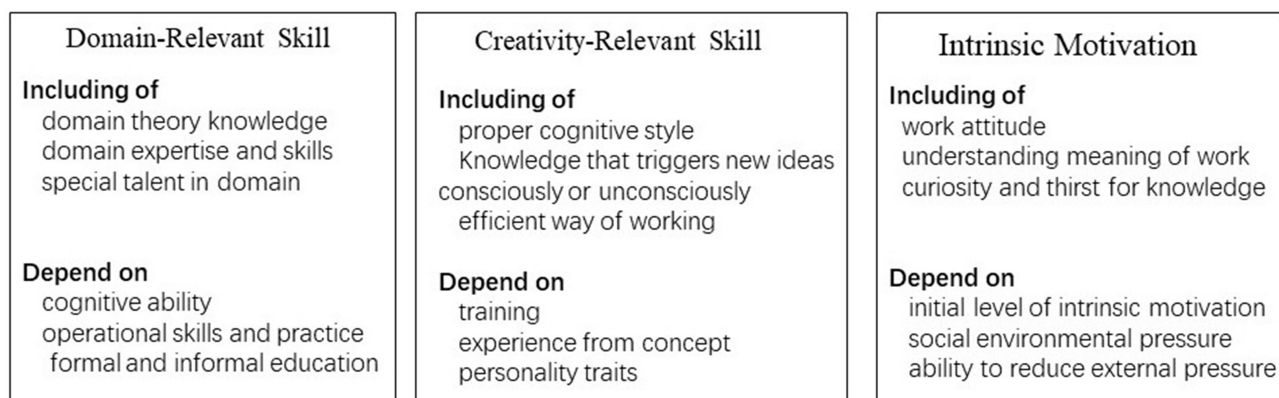 Domain-Relevant Skill
Including of
domain theory knowledge
domain expertise and skills
special talent in domain
Depend on
cognitive ability
operational skills and practice
formal and informal education
Creativity-Relevant Skill
Including of
proper cognitive style
Knowledge that triggers new ideas
consciously or unconsciously
efficient way of working
Depend on
training
experience from concept
personality traits
Intrinsic Motivation
Including of
work attitude
understanding meaning of work
curiosity and thirst for knowledge
Depend on
initial level of intrinsic motivation
social environmental pressure
ability to reduce external pressure